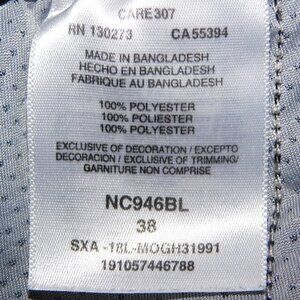 CARE307
RN 130273 CA55394
MADE IN BANGLADESH
HECHO EN BANGLADESH
FABRIQUE AU BANGLADESH
100% POLYESTER
100% POLIESTER
100% POLYESTER
EXCLUSIVE OF DECORATION / EXCEPTO
DECORACION / EXCLUSIVE OF TRIMMING/
GARNITURE NON COMPRISE
NC946BL
38
SXA -18L-MOGH31991
191057446788